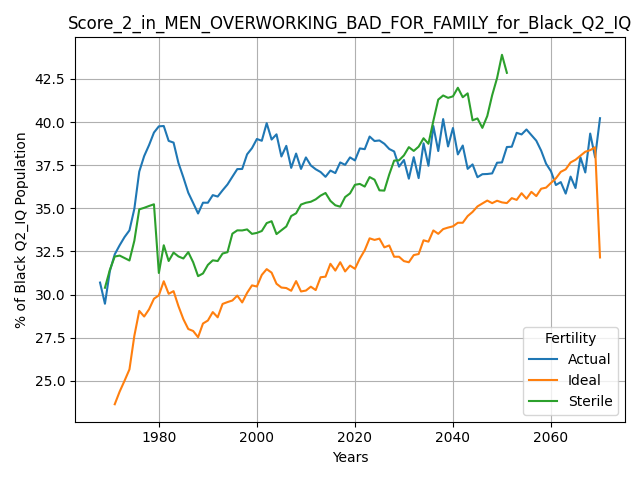 Score_2_in_MEN_OVERWORKING_BAD_FOR_FAMILY_for_Black_Q2_IQ
% of Black Q2_IQ Population
42.5
40.0
37.5
35.0
32.5
30.0
27.5
25.0
Fertility
Actual
Ideal
Sterile
1980 2000 2020 2040 2060
Years